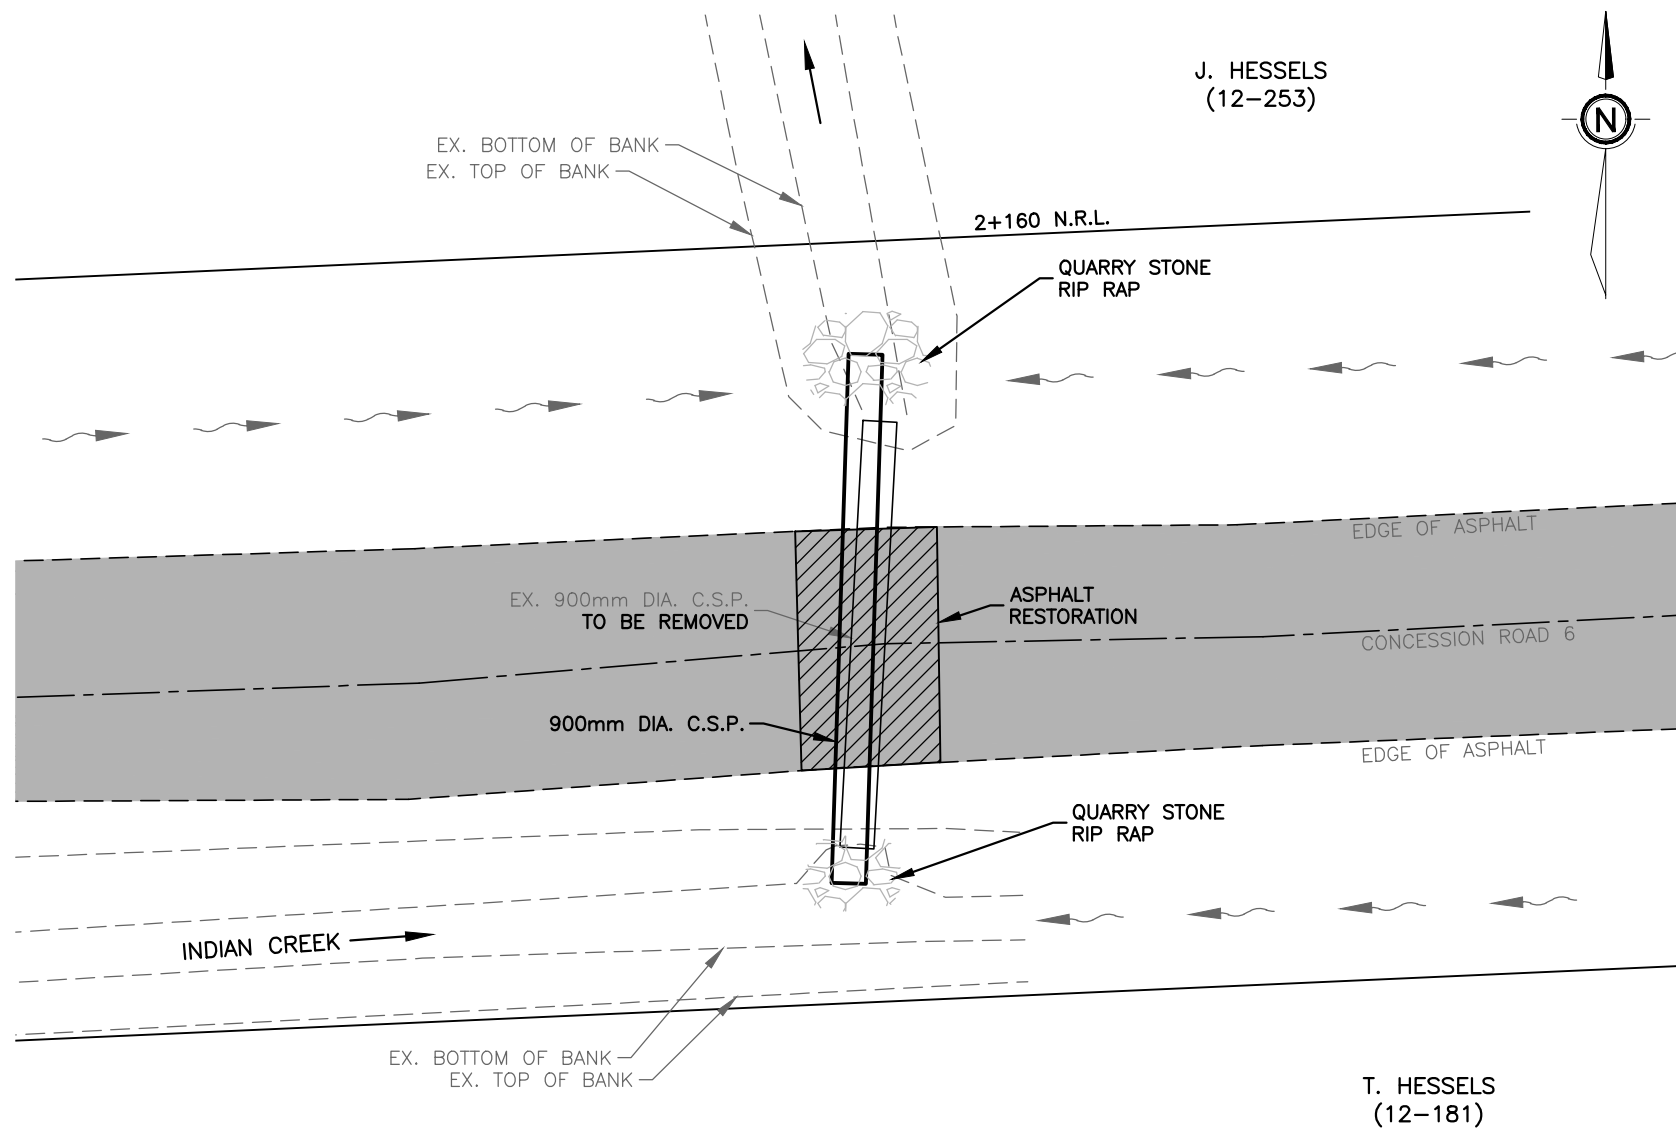 J. HESSELS
(12-253)
N
EX. BOTTOM OF BANK
EX. TOP OF BANK
2+160 N.R.L.
QUARRY STONE
RIP RAP
EDGE OF ASPHALT
EX. 900mm DIA. C.S.P.
TO BE REMOVED
ASPHALT
RESTORATION
CONCESSION ROAD 6
900mm DIA. C.S.P.
EDGE OF ASPHALT
QUARRY STONE
RIP RAP
INDIAN CREEK
EX. BOTTOM OF BANK
EX. TOP OF BANK
T. HESSELS
(12-181)